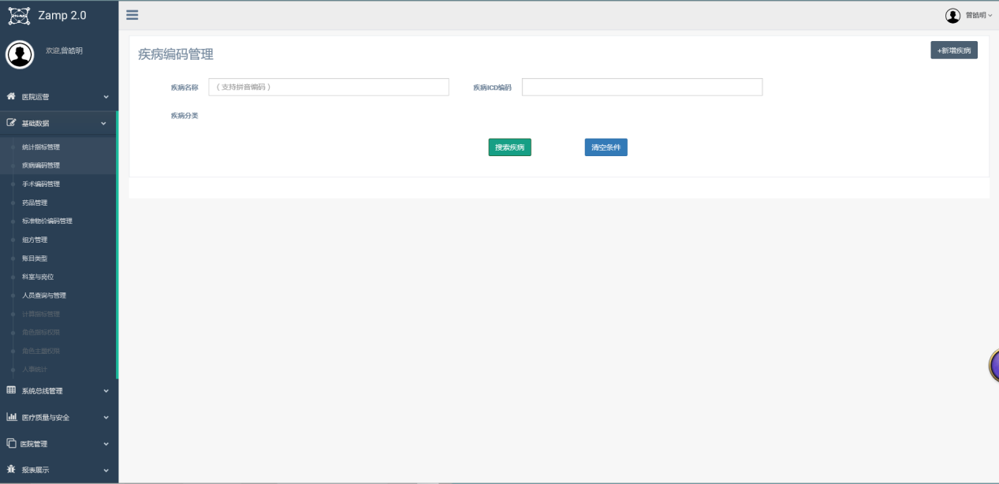 Zamp 2.0
曾皓明
欢迎,曾皓明
疾病编码管理
+新增疾病
疾病名称
（支持拼音编码）
疾病ICD编码
疾病分类
搜索疾病
清空条件
医院运营
基础数据
统计指标管理
疾病编码管理
手术编码管理
药品管理
标准物价编码管理
组方管理
账目类型
科室与岗位
人员查询与管理
计算指标管理
角色指标权限
角色主题权限
人事统计
系统总线管理
医疗质量与安全
医院管理
报表展示